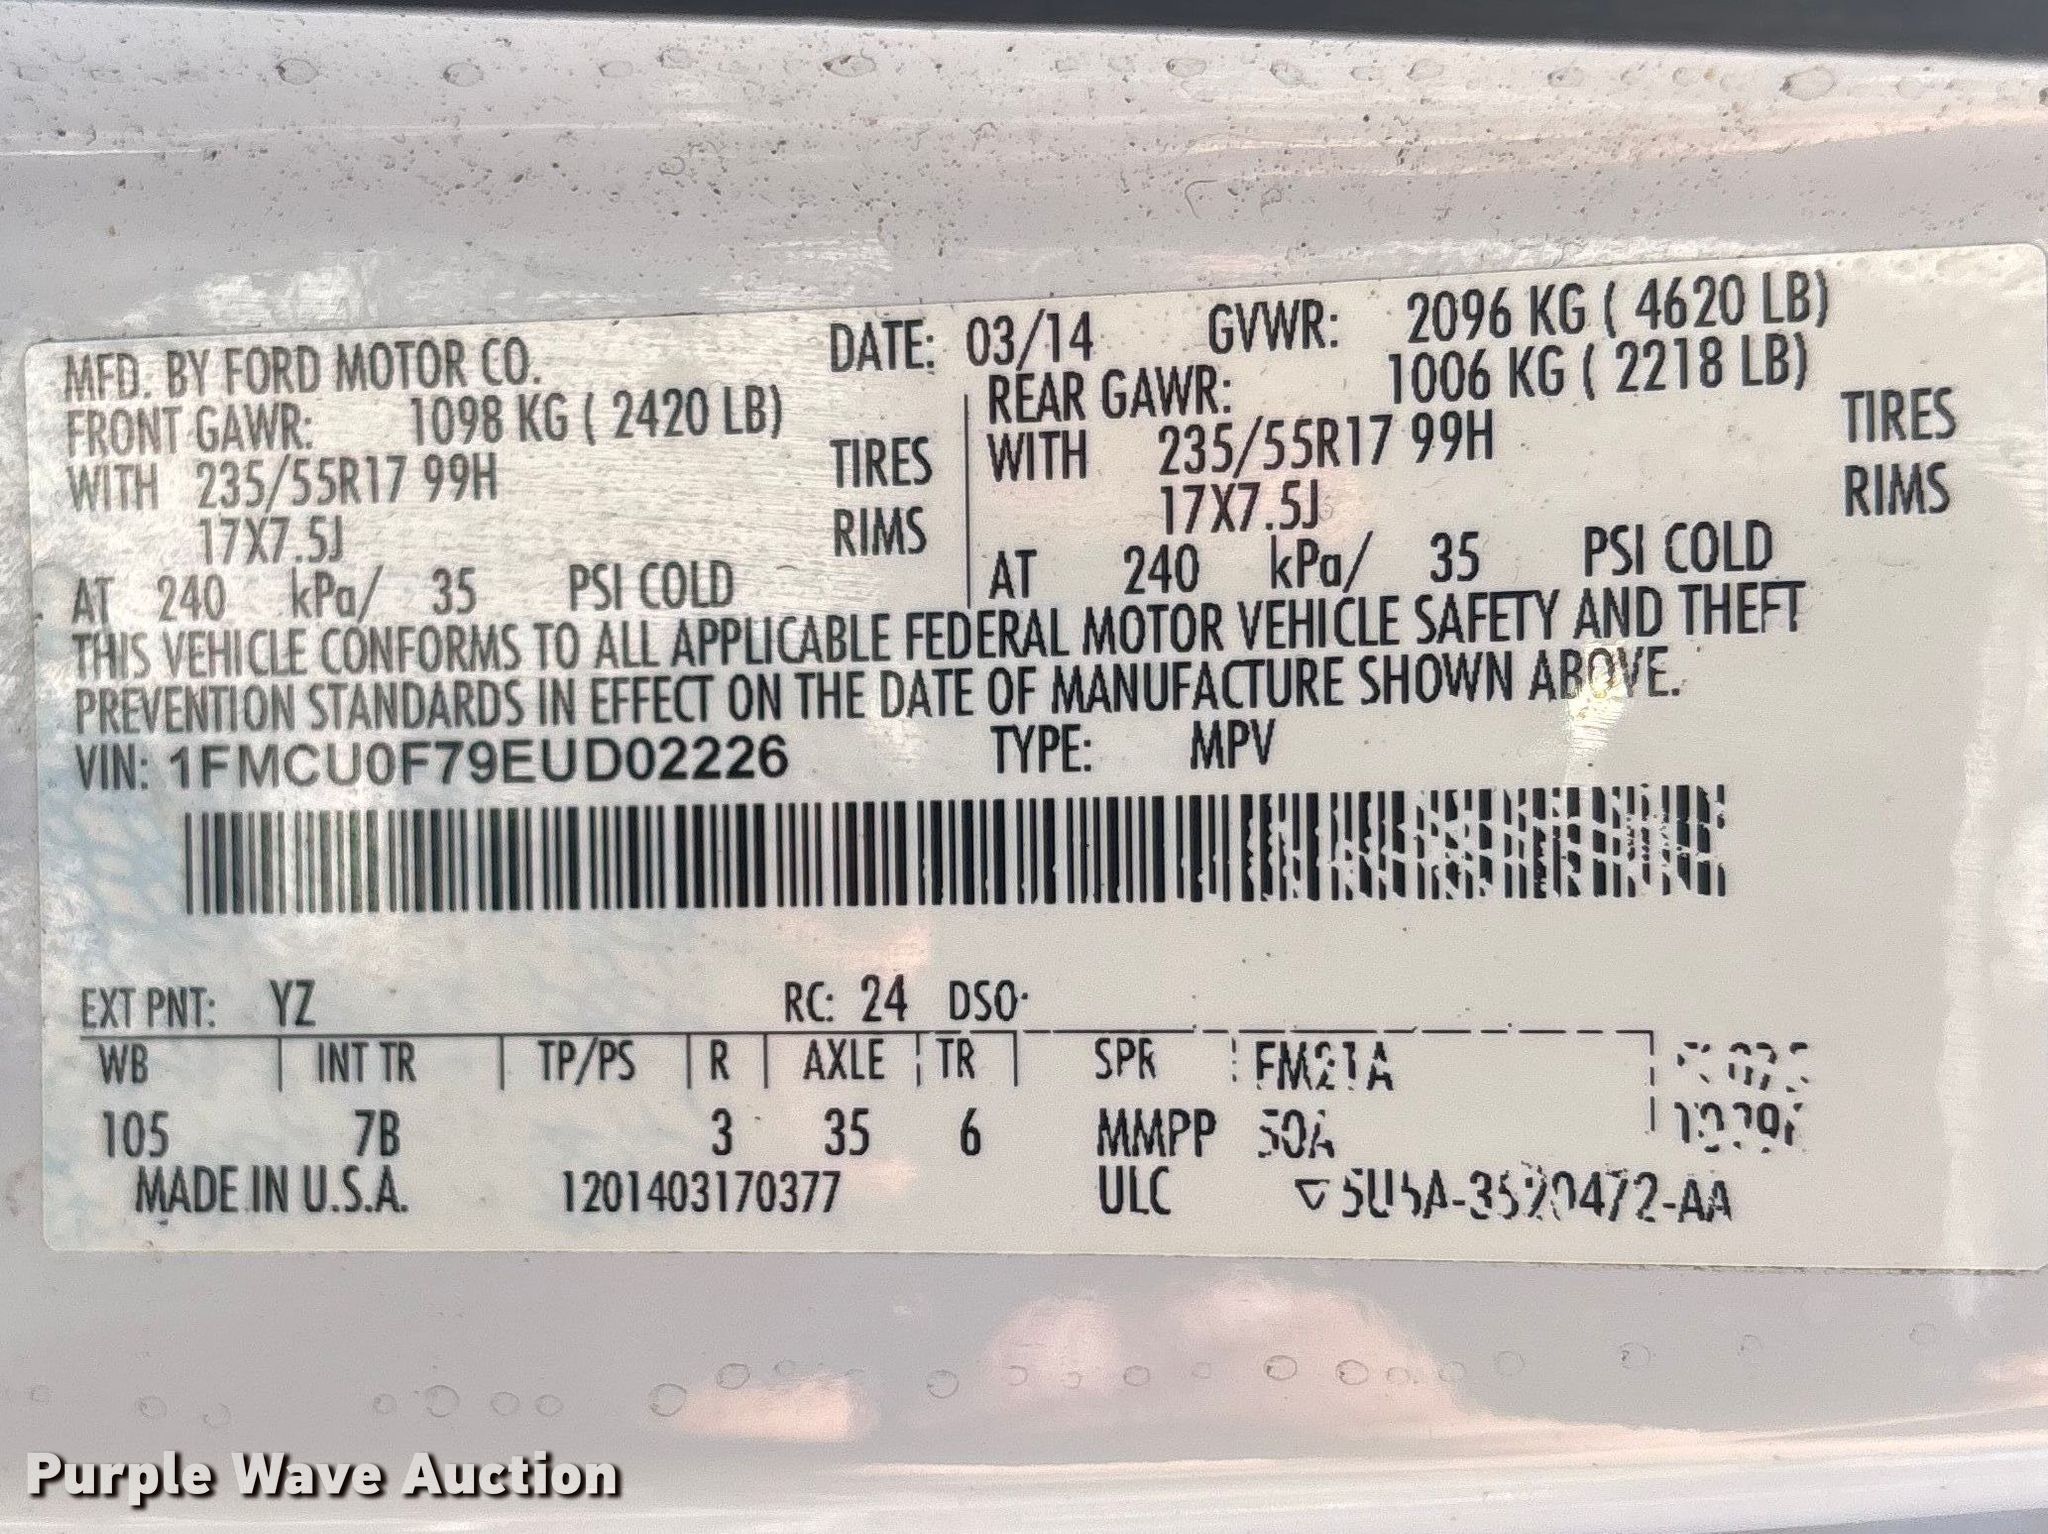 MFD. BY FORD MOTOR CO. DATE: 03/14 GVWR: 2096 KG ( 4620 LB)
FRONT GAWR: 1098 KG ( 2420 LB) REAR GAWR: 1006 KG ( 2218 LB)
WITH 235/55R17 99H TIRES WITH 235/55R17 99H TIRES
17X7.5J RIMS 17X7.5J RIMS
AT 240 kPa/ 35 PSI COLD AT 240 kPa/ 35 PSI COLD
THIS VEHICLE CONFORMS TO ALL APPLICABLE FEDERAL MOTOR VEHICLE SAFETY AND THEFT
PREVENTION STANDARDS IN EFFECT ON THE DATE OF MANUFACTURE SHOWN ABOVE.
VIN: 1FMCU0F79EUD02226 TYPE: MPV
EXT PNT: YZ RC: 24 DSO:
WB INT TR TP/PS R AXLE TR SPR
105 7B 3 35 6 MMPP
MADE IN U.S.A. 1201403170377 ULC
Purple Wave Auction